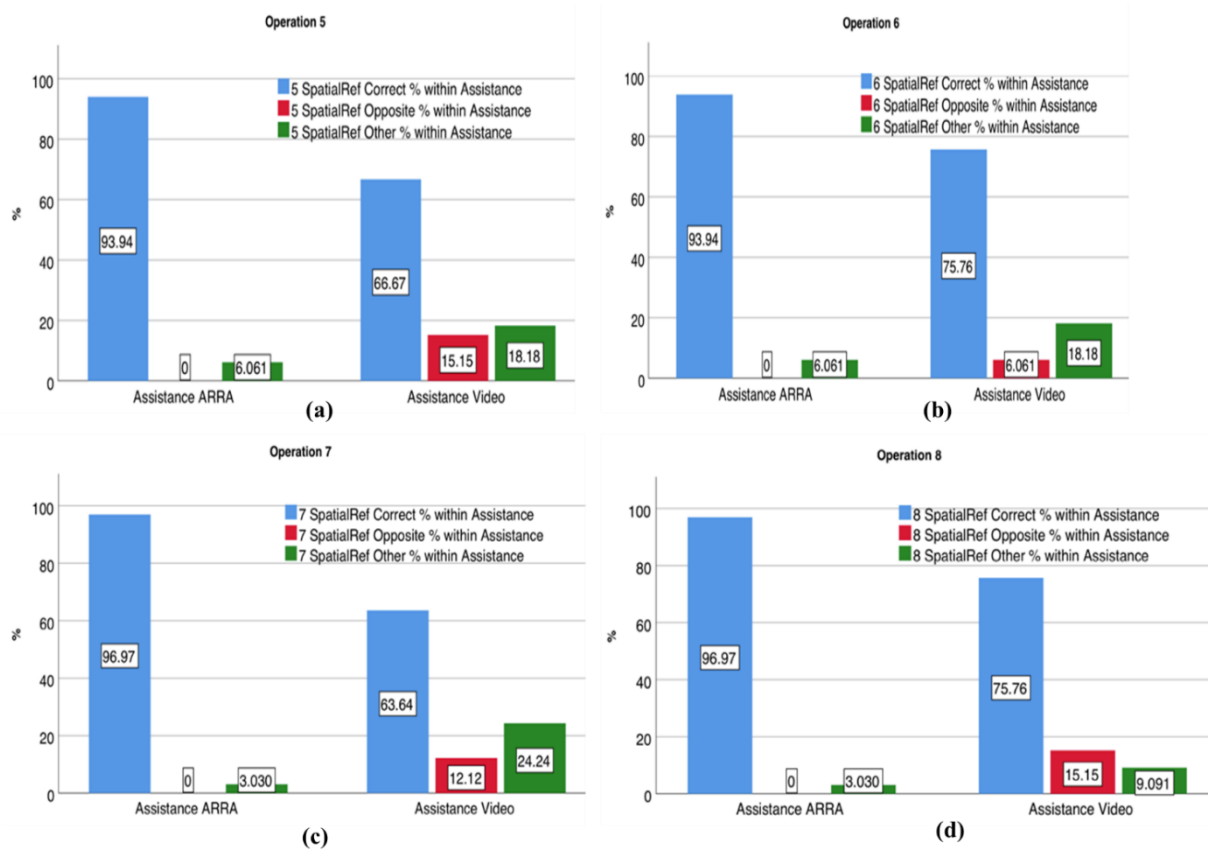 Operation 5
100
80
60
40
20
0
%
5 SpatialRef Correct % within Assistance
5 SpatialRef Opposite % within Assistance
5 SpatialRef Other % within Assistance
93.94
0
6.061
66.67
15.15
18.18
Assistance ARRA
Assistance Video
(a)
Operation 6
100
80
60
40
20
0
%
6 SpatialRef Correct % within Assistance
6 SpatialRef Opposite % within Assistance
6 SpatialRef Other % within Assistance
93.94
0
6.061
75.76
6.061
18.18
Assistance ARRA
Assistance Video
(b)
Operation 7
100
80
60
40
20
0
%
7 SpatialRef Correct % within Assistance
7 SpatialRef Opposite % within Assistance
7 SpatialRef Other % within Assistance
96.97
0
3.030
63.64
12.12
24.24
Assistance ARRA
Assistance Video
(c)
Operation 8
100
80
60
40
20
0
%
8 SpatialRef Correct % within Assistance
8 SpatialRef Opposite % within Assistance
8 SpatialRef Other % within Assistance
96.97
0
3.030
75.76
15.15
9.091
Assistance ARRA
Assistance Video
(d)